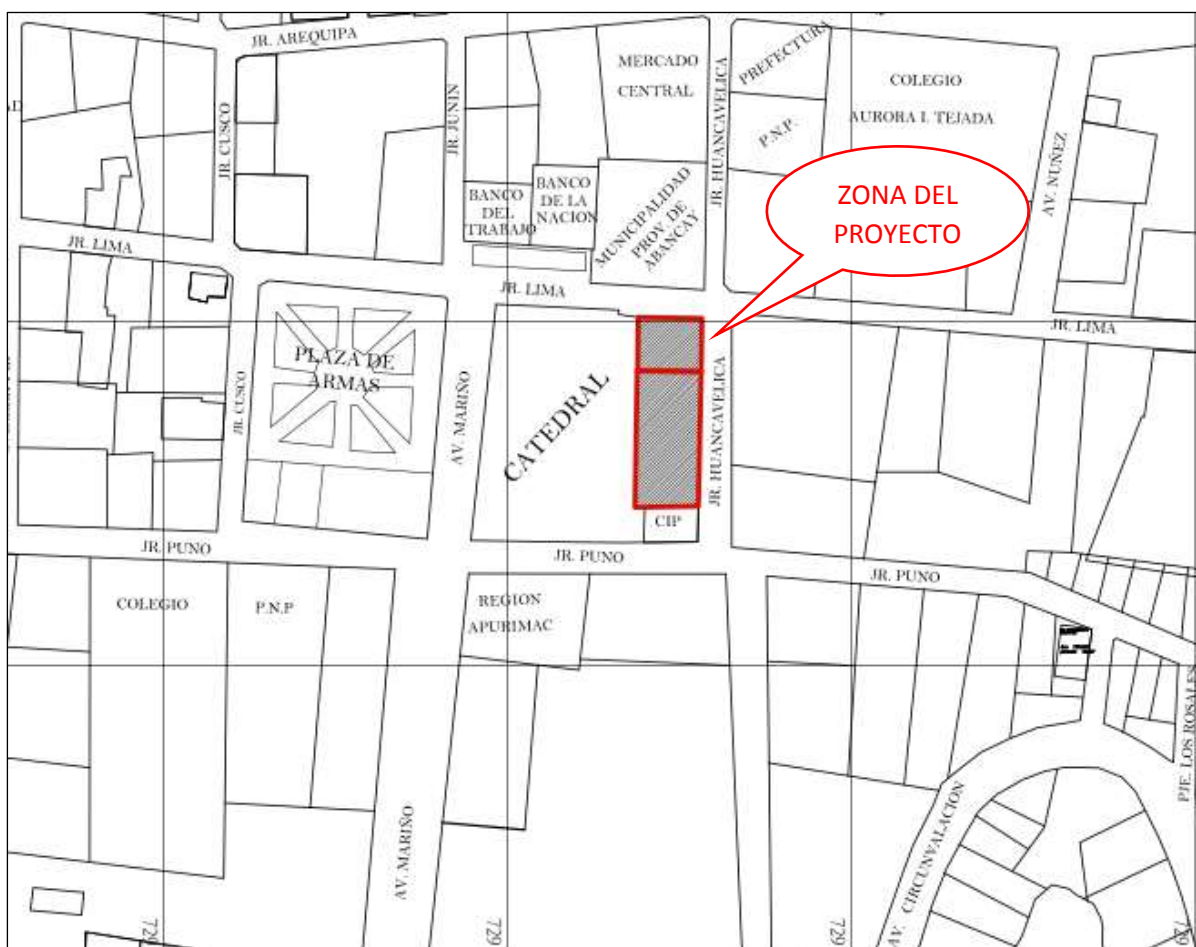 JR. AREQUIPA
JR. CUSCO
JR. JUNIN
MERCADO
CENTRAL
JR. HUANCAVELICA
PREFECTURA
P.N.P.
COLEGIO
AURORA I. TEJADA
AV. NUÑEZ
BANCO
DEL
TRABAJO
BANCO
DE LA
NACION
MUNICIPALIDAD
PROV. DE
ABANCAY
ZONA DEL
PROYECTO
JR. LIMA
JR. LIMA
JR. LIMA
PLAZA DE
ARMAS
JR. CUSCO
AV. MARIÑO
CATEDRAL
JR. HUANCAVELICA
CIP
JR. PUNO
JR. PUNO
JR. PUNO
COLEGIO
P.N.P
REGION
APURIMAC
PJE. LOS ROSALES
AV. MARIÑO
AV. CIRCUNVALACION
729